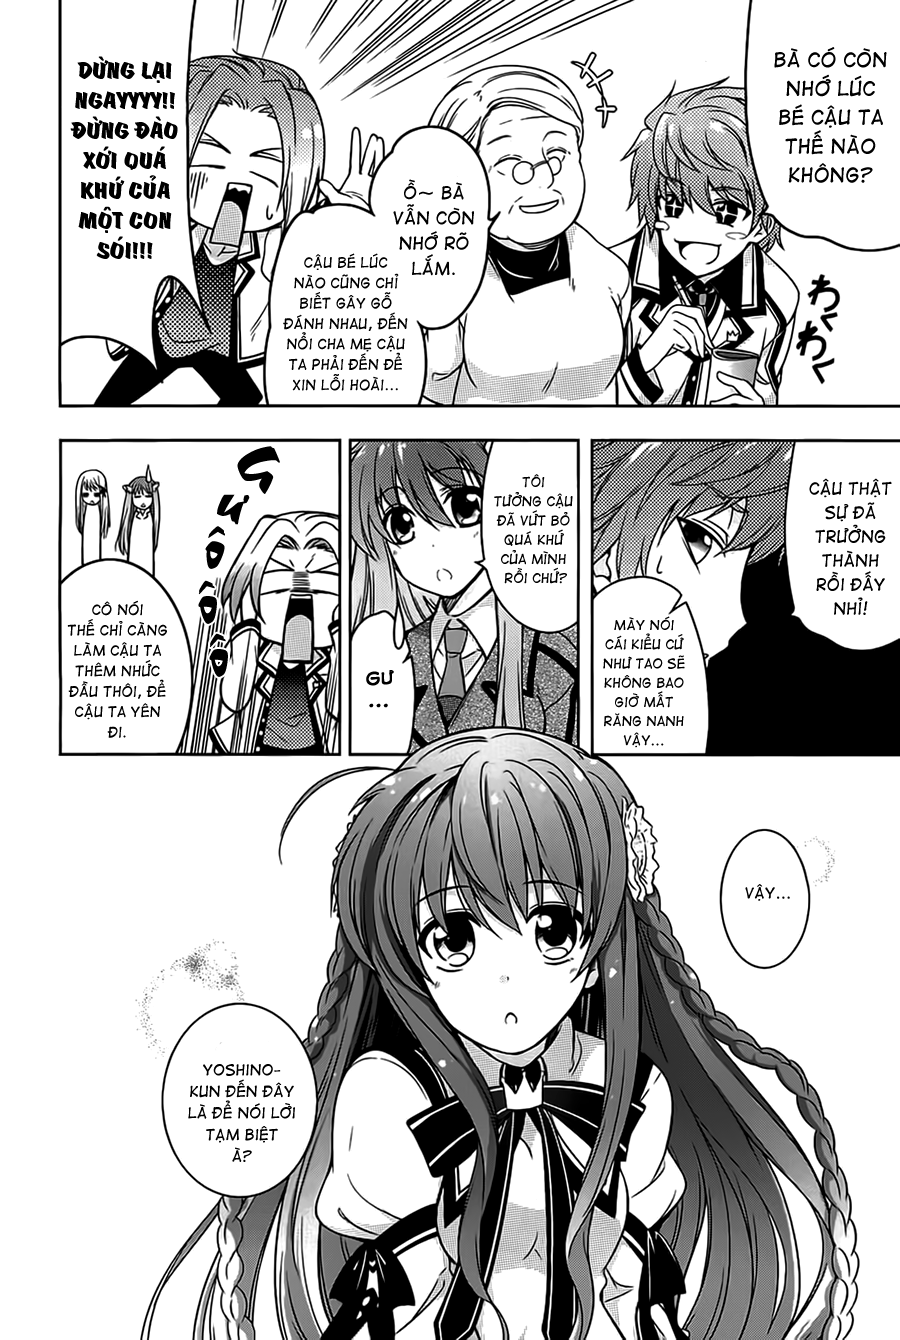 BÀ CÓ CÒN
NHỚ LÚC
BÉ CẬU TA
THẾ NÀO
KHÔNG?
わくわく
Ồ~ BÀ
VẪN CÒN
NHỚ RÕ
LẮM.
CẬU BÉ LÚC
NÀO CŨNG CHỈ
BIẾT GÂY GỖ
ĐÁNH NHAU, ĐẾN
NỔI CHA MẸ CẬU
TA PHẢI ĐẾN ĐỂ
XIN LỖI HOÀI...
DỪNG LẠI
NGAYYYY!!
ĐỪNG ĐÀO
XỚI QUÁ
KHỨ CỦA
MỘT CON
SÓI!!!
CẬU THẬT
SỰ ĐÃ
TRƯỞNG
THÀNH
RỒI ĐẤY
NHỈ!
MÀY NÓI
CÁI KIỂU CỨ
NHƯ TAO SẼ
KHÔNG BAO
GIỜ MẤT
RĂNG NANH
VẬY...
TÔI
TƯỞNG CẬU
ĐÃ VỨT BỎ
QUÁ KHỨ
CỦA MÌNH
RỒI CHỨ?
GƯ
...
GƯÔÔÔÔ
CÔ NÓI
THẾ CHỈ CÀNG
LÀM CẬU TA
THÊM NHỨC
ĐẦU THÔI, ĐỂ
CẬU TA YÊN
ĐI.
VẬY...
YOSHINO-
KUN ĐẾN ĐÂY
LÀ ĐỂ NÓI LỜI
TẠM BIỆT
À?